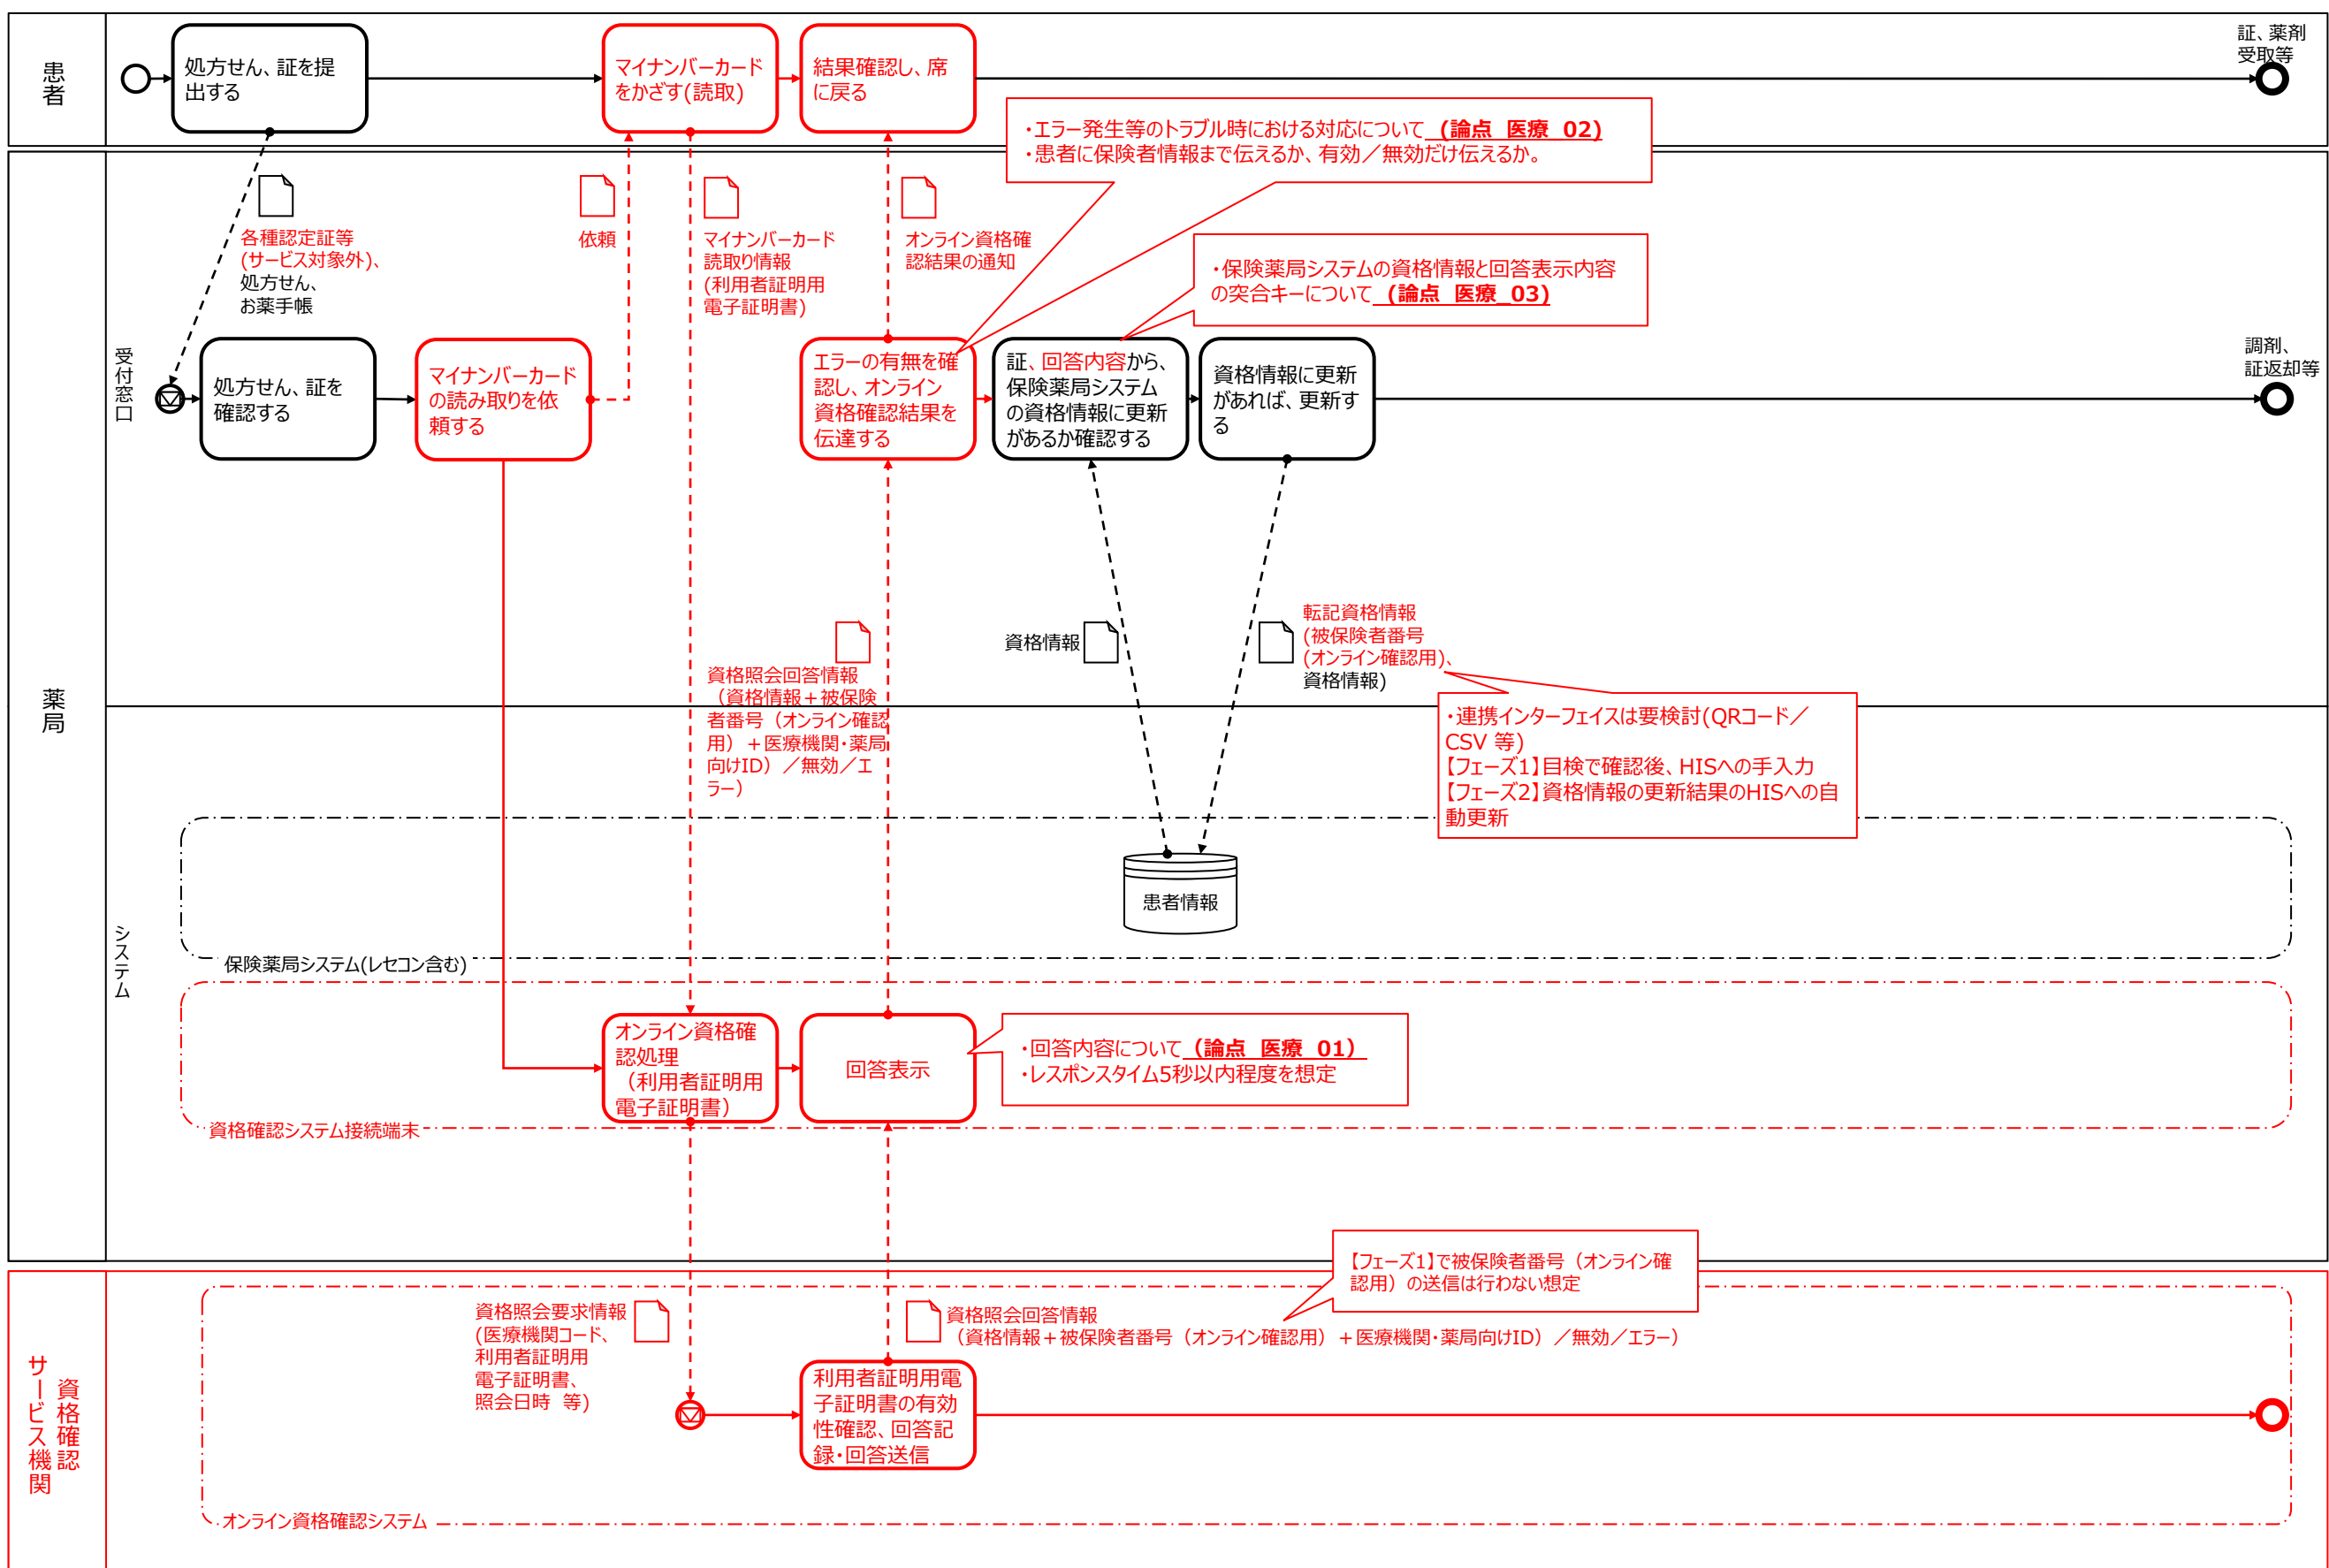 患者
処方せん、証を提
出する
マイナンバーカード
をかざす(読取)
結果確認し、席
に戻る
証、薬剤
受取等
・エラー発生等のトラブル時における対応について (論点 医療 02)
・患者に保険者情報まで伝えるか、有効／無効だけ伝えるか。
薬局
受付窓口
各種認定証等
(サービス対象外)、
処方せん、
お薬手帳
依頼
マイナンバーカード
読取り情報
(利用者証明用
電子証明書)
オンライン資格確
認結果の通知
・保険薬局システムの資格情報と回答表示内容
の突合キーについて (論点 医療_03)
処方せん、証を
確認する
マイナンバーカード
の読み取りを依
頼する
エラーの有無を確
認し、オンライン
資格確認結果を
伝達する
証、回答内容から、
保険薬局システム
の資格情報に更新
があるか確認する
資格情報に更新
があれば、更新す
る
調剤、
証返却等
資格照会回答情報
（資格情報＋被保険
者番号（オンライン確認
用）＋医療機関・薬局
向けID）／無効／エ
ラー）
資格情報
転記資格情報
(被保険者番号
(オンライン確認用)、
資格情報)
・連携インターフェイスは要検討(QRコード／
CSV 等)
【フェーズ1】目検で確認後、HISへの手入力
【フェーズ2】資格情報の更新結果のHISへの自
動更新
システム
患者情報
保険薬局システム(レセコン含む)
オンライン資格確
認処理
（利用者証明用
電子証明書）
回答表示
・回答内容について（論点 医療 01）
・レスポンスタイム5秒以内程度を想定
資格確認システム接続端末
資格確認
サービス機関
【フェーズ1】で被保険者番号（オンライン確
認用）の送信は行わない想定
資格照会要求情報
(医療機関コード、
利用者証明用
電子証明書、
照会日時 等)
資格照会回答情報
（資格情報＋被保険者番号（オンライン確認用）＋医療機関・薬局向けID）／無効／エラー）
利用者証明用電
子証明書の有効
性確認、回答記
録・回答送信
オンライン資格確認システム